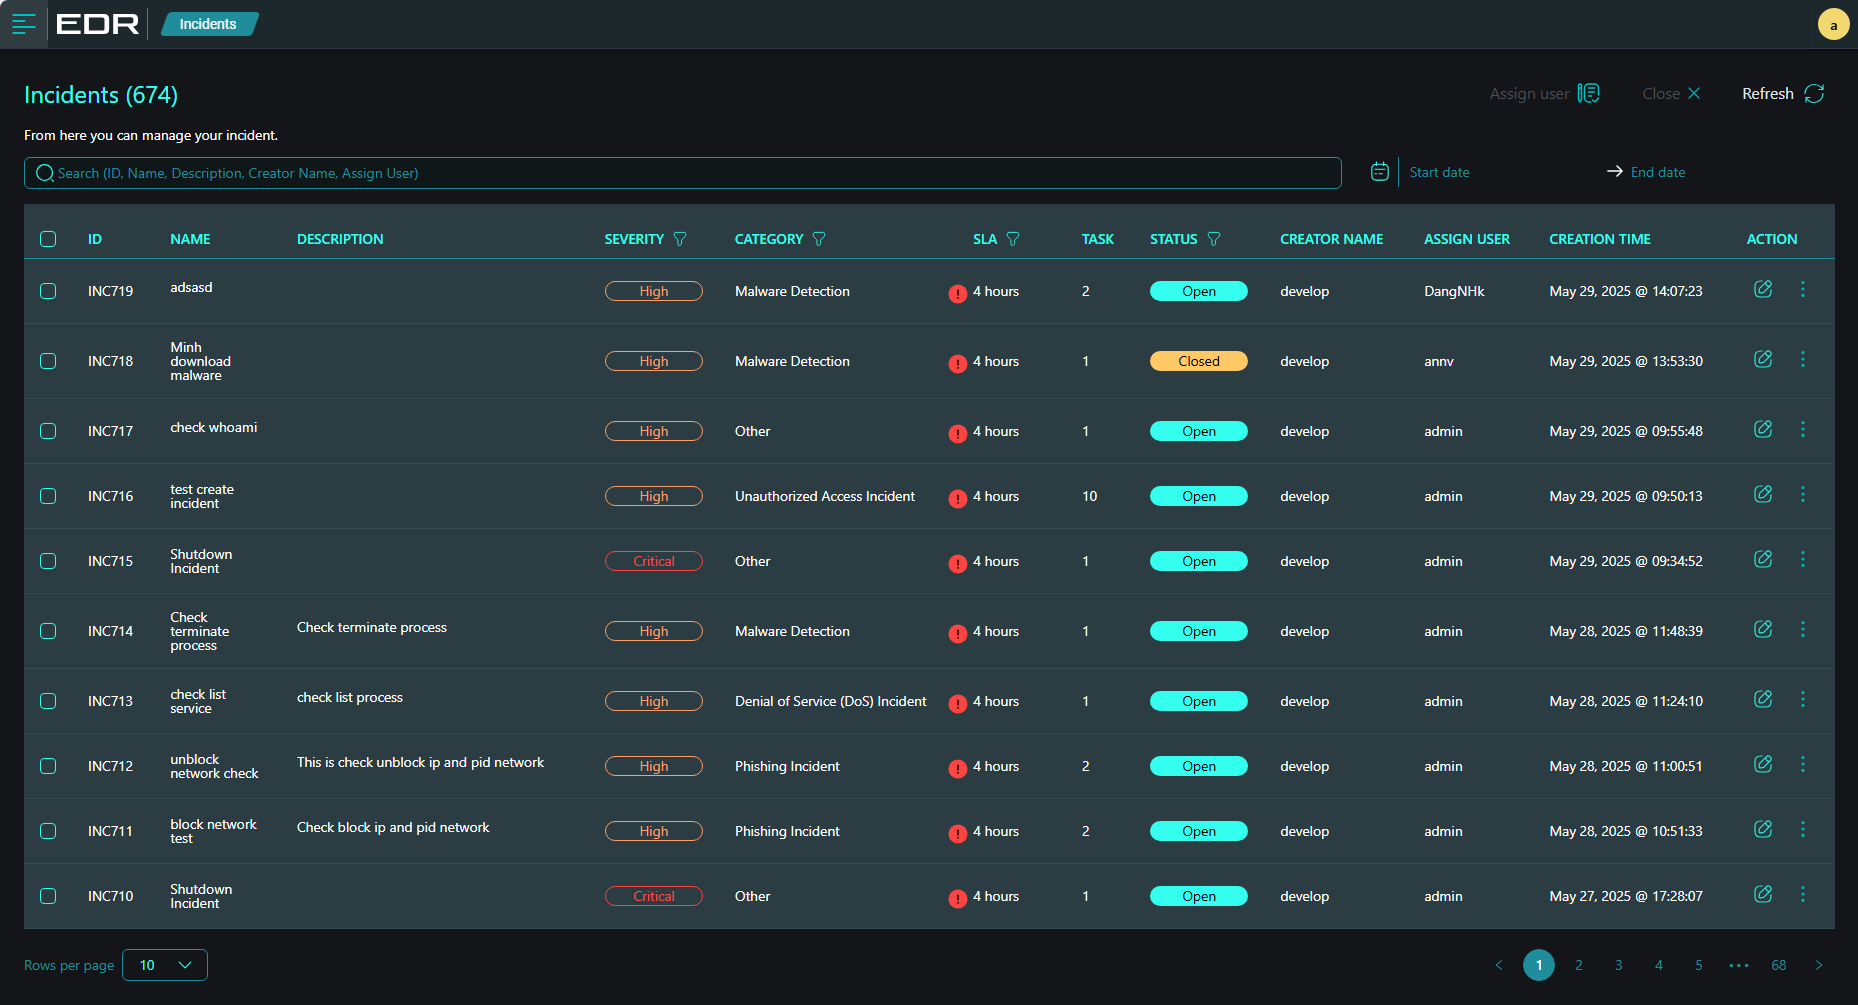 EDR
Incidents
a
Incidents (674)
Assign user
Close
Refresh
From here you can manage your incident.
Search (ID, Name, Description, Creator Name, Assign User)
Start date
End date
ID NAME DESCRIPTION SEVERITY CATEGORY SLA TASK STATUS CREATOR NAME ASSIGN USER CREATION TIME ACTION
INC719 adsasd High Malware Detection 4 hours 2 Open develop DangNHk May 29, 2025 @ 14:07:23
INC718 Minh download malware High Malware Detection 4 hours 1 Closed develop annv May 29, 2025 @ 13:53:30
INC717 check whoami High Other 4 hours 1 Open develop admin May 29, 2025 @ 09:55:48
INC716 test create incident High Unauthorized Access Incident 4 hours 10 Open develop admin May 29, 2025 @ 09:50:13
INC715 Shutdown Incident Critical Other 4 hours 1 Open develop admin May 29, 2025 @ 09:34:52
INC714 Check terminate process Check terminate process High Malware Detection 4 hours 1 Open develop admin May 28, 2025 @ 11:48:39
INC713 check list service check list process High Denial of Service (DoS) Incident 4 hours 1 Open develop admin May 28, 2025 @ 11:24:10
INC712 unblock network check This is check unblock ip and pid network High Phishing Incident 4 hours 2 Open develop admin May 28, 2025 @ 11:00:51
INC711 block network test Check block ip and pid network High Phishing Incident 4 hours 2 Open develop admin May 28, 2025 @ 10:51:33
INC710 Shutdown Incident Critical Other 4 hours 1 Open develop admin May 27, 2025 @ 17:28:07
Rows per page 10
1 2 3 4 5 ••• 68